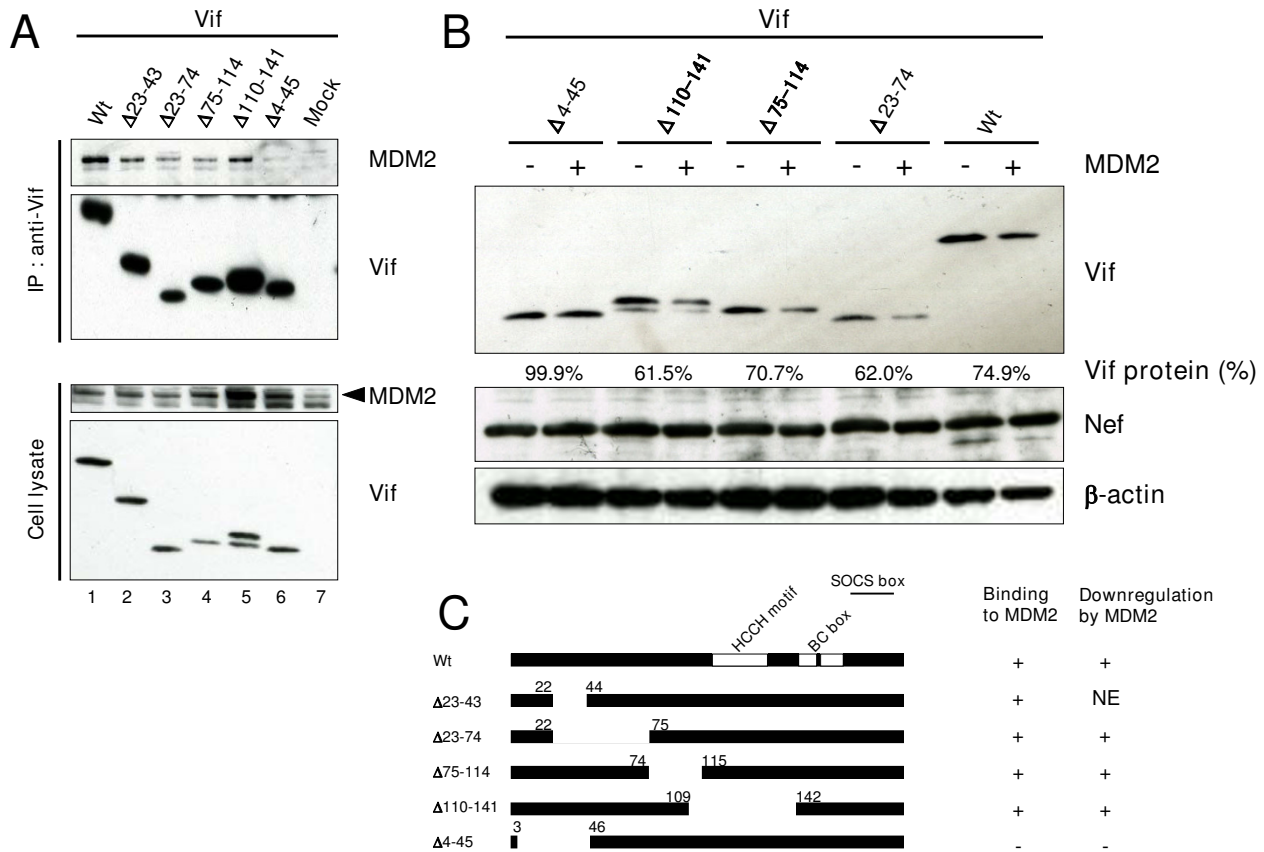 A
Vif
Wt Δ23-43 Δ23-74 Δ75-114 Δ110-141 Δ4-45 Mock
IP : anti-Vif
MDM2
Vif
Cell lysate
MDM2
Vif
1 2 3 4 5 6 7
B
Vif
Δ4-45 Δ110-141 Δ75-114 Δ23-74 Wt
- + - + - + - + - + MDM2
Vif
99.9% 61.5% 70.7% 62.0% 74.9% Vif protein (%)
Nef
β-actin
C
HCCH motif
BC box
SOCS box
Binding to MDM2
Downregulation by MDM2
Wt + +
Δ23-43 22 44 + NE
Δ23-74 22 75 + +
Δ75-114 74 115 + +
Δ110-141 109 142 + +
Δ4-45 3 46 - -